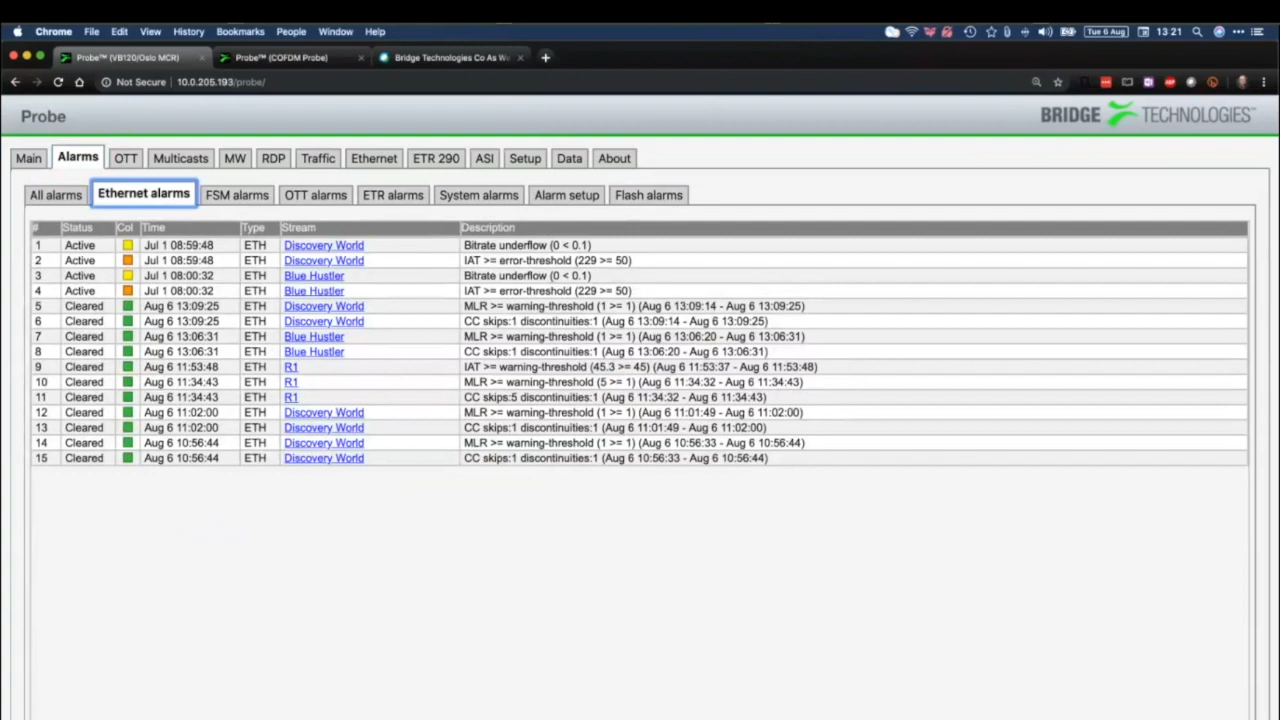 Chrome File Edit View History Bookmarks People Window Help Tue 6 Aug 13 21
Probe™ (VB120/Oslo MCR) Probe™ (COFDM Probe) Bridge Technologies Co As We
Not Secure 10.0.205.193/probe/
Probe BRIDGE TECHNOLOGIES
Main Alarms OTT Multicasts MW RDP Traffic Ethernet ETR 290 ASI Setup Data About
All alarms Ethernet alarms FSM alarms OTT alarms ETR alarms System alarms Alarm setup Flash alarms
# Status Col Time Type Stream Description
1 Active Jul 1 08:59:48 ETH Discovery World Bitrate underflow (0 < 0.1)
2 Active Jul 1 08:59:48 ETH Discovery World IAT >= error-threshold (229 >= 50)
3 Active Jul 1 08:00:32 ETH Blue Hustler Bitrate underflow (0 < 0.1)
4 Active Jul 1 08:00:32 ETH Blue Hustler IAT >= error-threshold (229 >= 50)
5 Cleared Aug 6 13:09:25 ETH Discovery World MLR >= warning-threshold (1 >= 1) (Aug 6 13:09:14 - Aug 6 13:09:25)
6 Cleared Aug 6 13:09:25 ETH Discovery World CC skips:1 discontinuities:1 (Aug 6 13:09:14 - Aug 6 13:09:25)
7 Cleared Aug 6 13:06:31 ETH Blue Hustler MLR >= warning-threshold (1 >= 1) (Aug 6 13:06:20 - Aug 6 13:06:31)
8 Cleared Aug 6 13:06:31 ETH Blue Hustler CC skips:1 discontinuities:1 (Aug 6 13:06:20 - Aug 6 13:06:31)
9 Cleared Aug 6 11:53:48 ETH R1 IAT >= warning-threshold (45.3 >= 45) (Aug 6 11:53:37 - Aug 6 11:53:48)
10 Cleared Aug 6 11:34:43 ETH R1 MLR >= warning-threshold (5 >= 1) (Aug 6 11:34:32 - Aug 6 11:34:43)
11 Cleared Aug 6 11:34:43 ETH R1 CC skips:5 discontinuities:1 (Aug 6 11:34:32 - Aug 6 11:34:43)
12 Cleared Aug 6 11:02:00 ETH Discovery World MLR >= warning-threshold (1 >= 1) (Aug 6 11:01:49 - Aug 6 11:02:00)
13 Cleared Aug 6 11:02:00 ETH Discovery World CC skips:1 discontinuities:1 (Aug 6 11:01:49 - Aug 6 11:02:00)
14 Cleared Aug 6 10:56:44 ETH Discovery World MLR >= warning-threshold (1 >= 1) (Aug 6 10:56:33 - Aug 6 10:56:44)
15 Cleared Aug 6 10:56:44 ETH Discovery World CC skips:1 discontinuities:1 (Aug 6 10:56:33 - Aug 6 10:56:44)